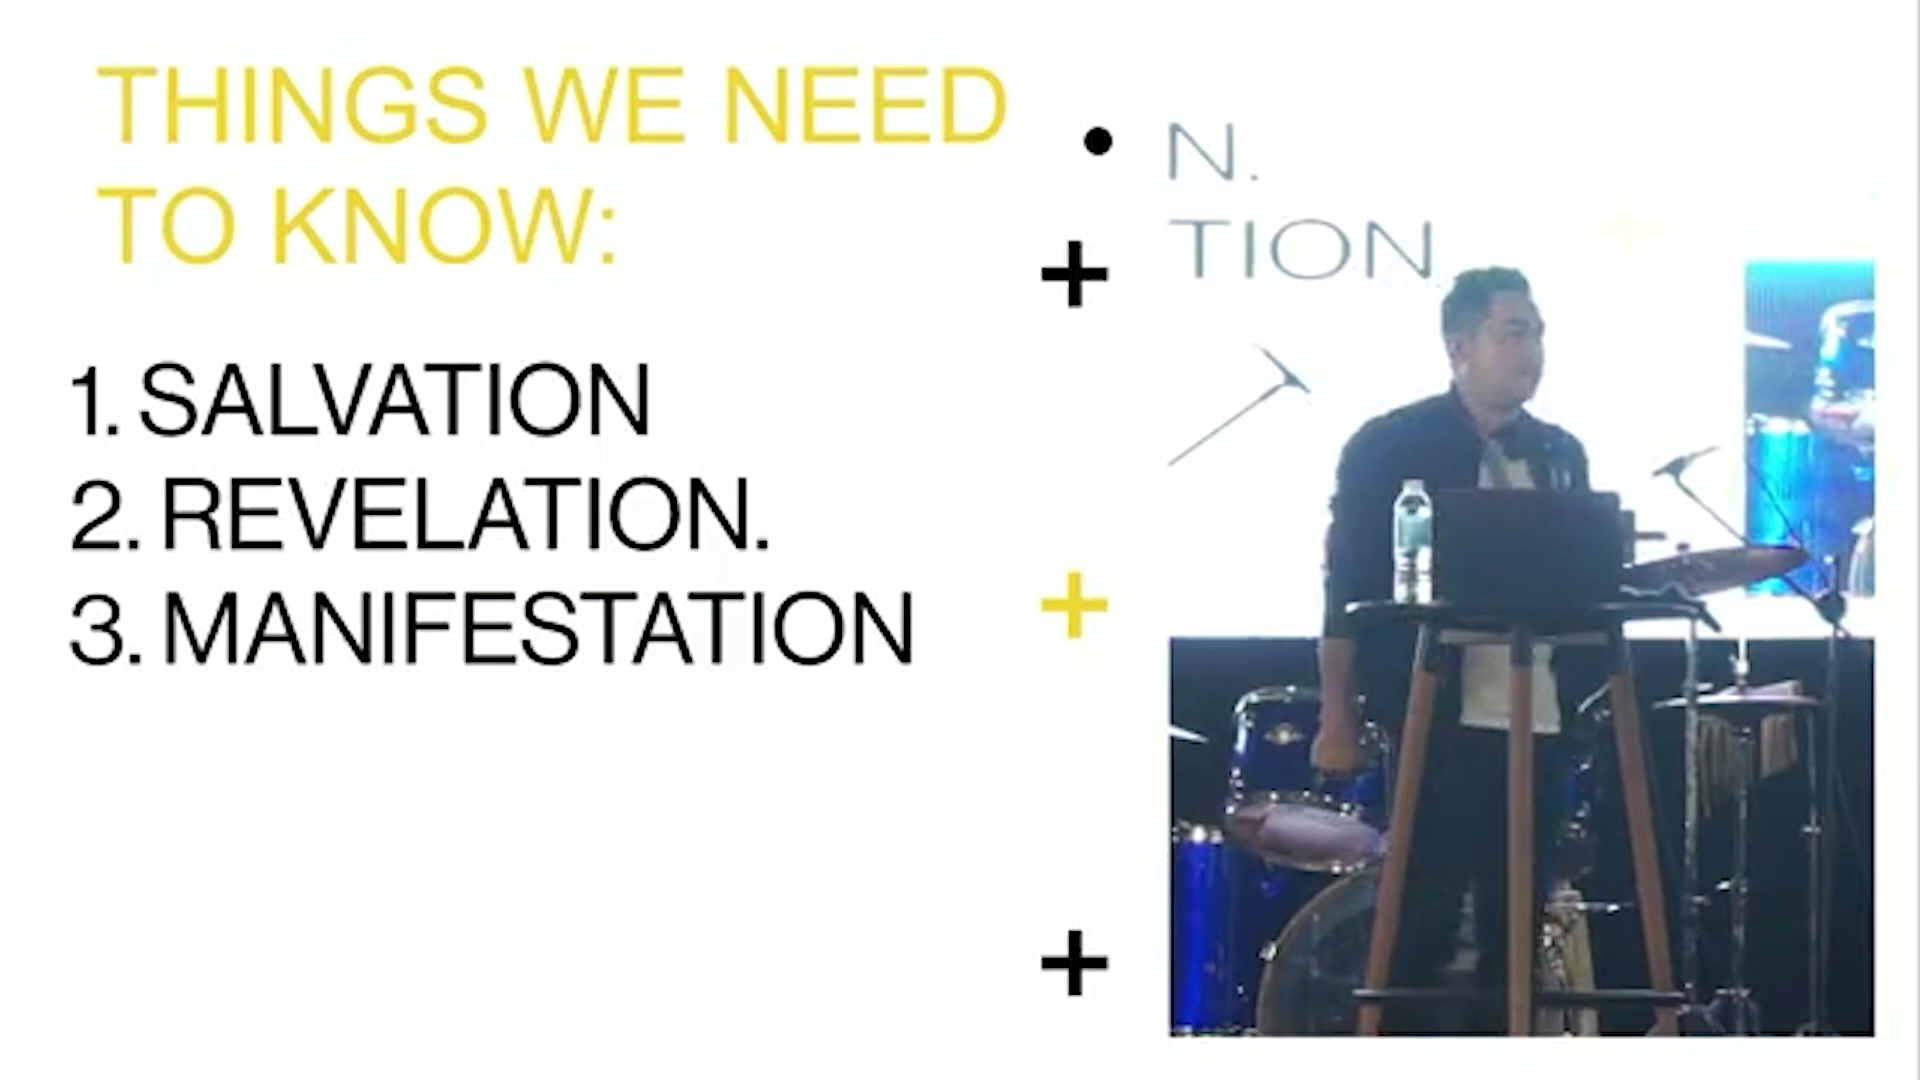 THINGS WE NEED
TO KNOW:
1. SALVATION
2. REVELATION.
3. MANIFESTATION
N.
TION